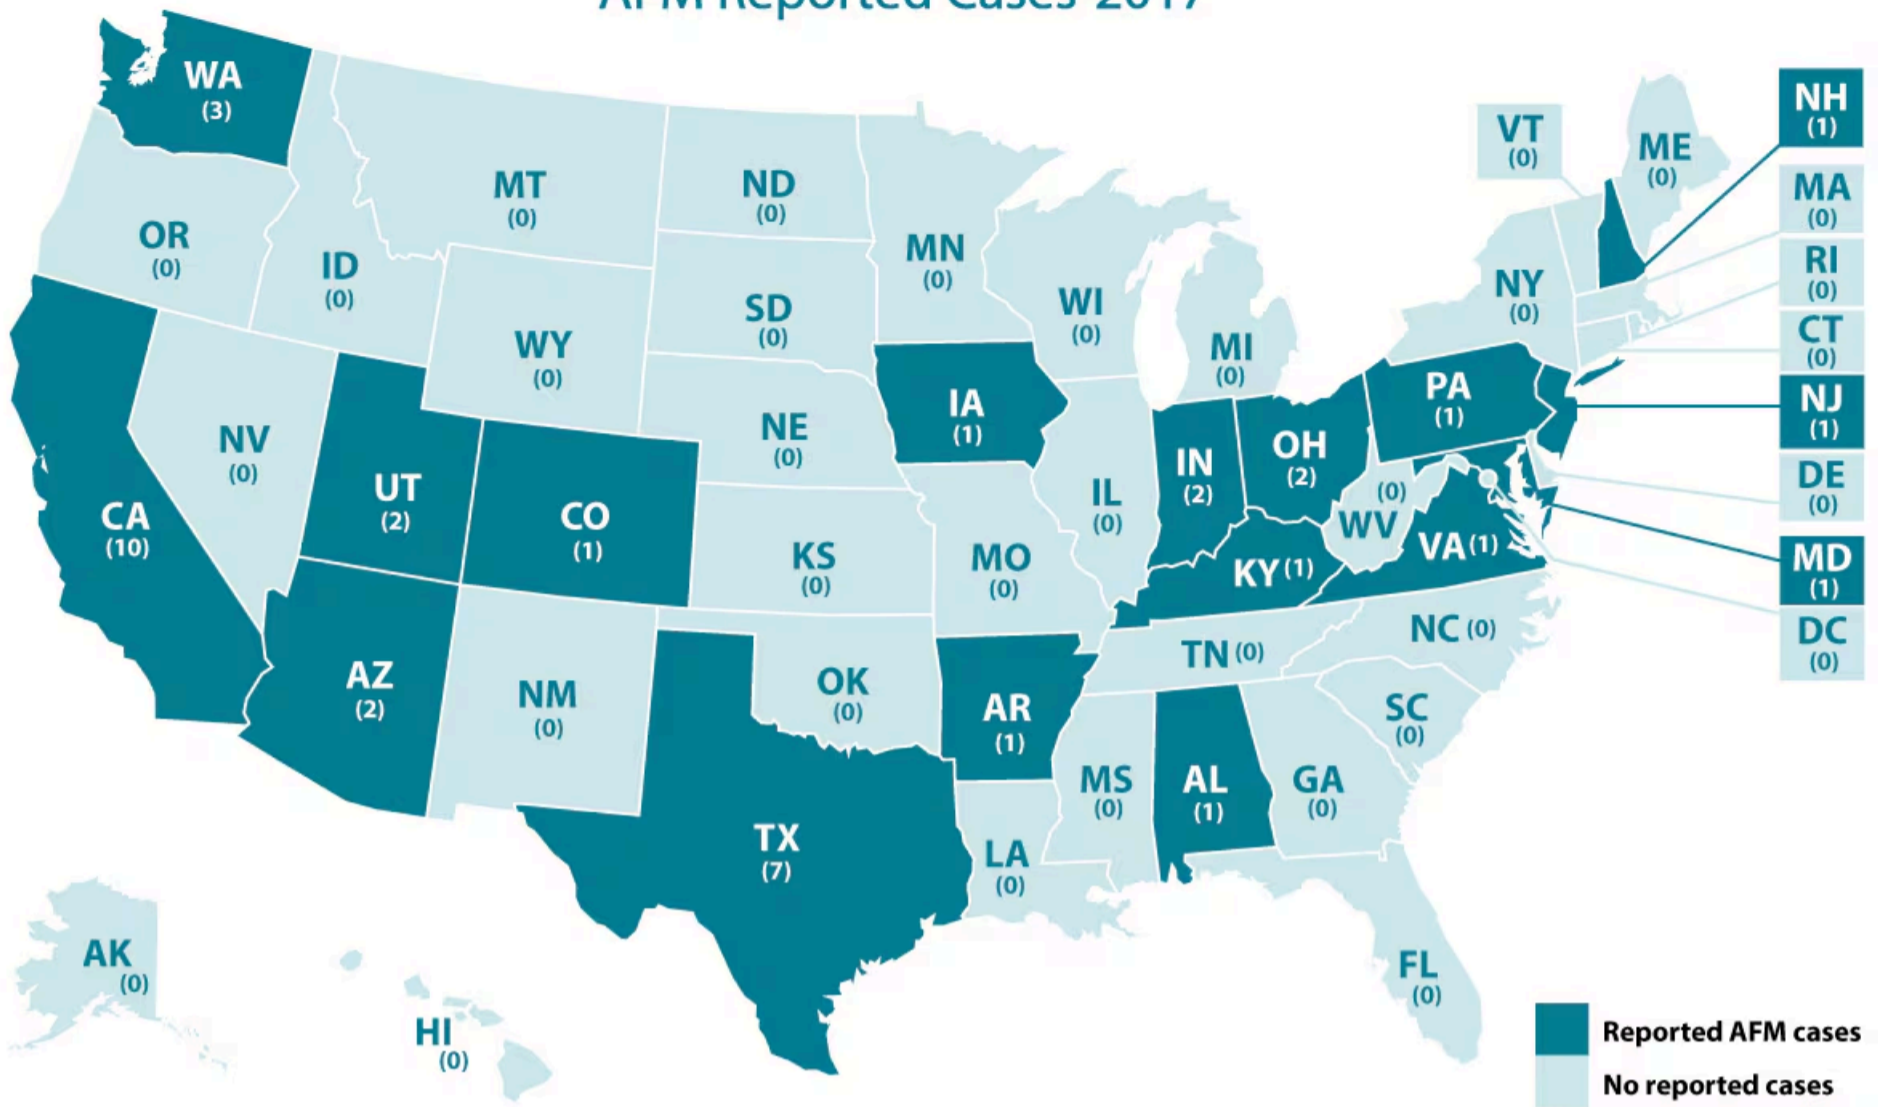 AFM Reported Cases 2017
WA
(3)
NH
(1)
VT
(0)
ME
(0)
MA
(0)
MT
(0)
ND
(0)
OR
(0)
ID
(0)
MN
(0)
RI
(0)
NY
(0)
WI
(0)
SD
(0)
CT
(0)
WY
(0)
MI
(0)
PA
(1)
NJ
(1)
IA
(1)
NE
(0)
NV
(0)
OH
(2)
IN
(2)
DE
(0)
UT
(2)
IL
(0)
(0)
WV
CA
(10)
CO
(1)
VA (1)
KS
(0)
MO
(0)
KY (1)
MD
(1)
DC
(0)
NC (0)
TN (0)
AZ
(2)
NM
(0)
OK
(0)
AR
(1)
SC
(0)
MS
(0)
AL
(1)
GA
(0)
TX
(7)
LA
(0)
AK
(0)
FL
(0)
HI
(0)
Reported AFM cases
No reported cases